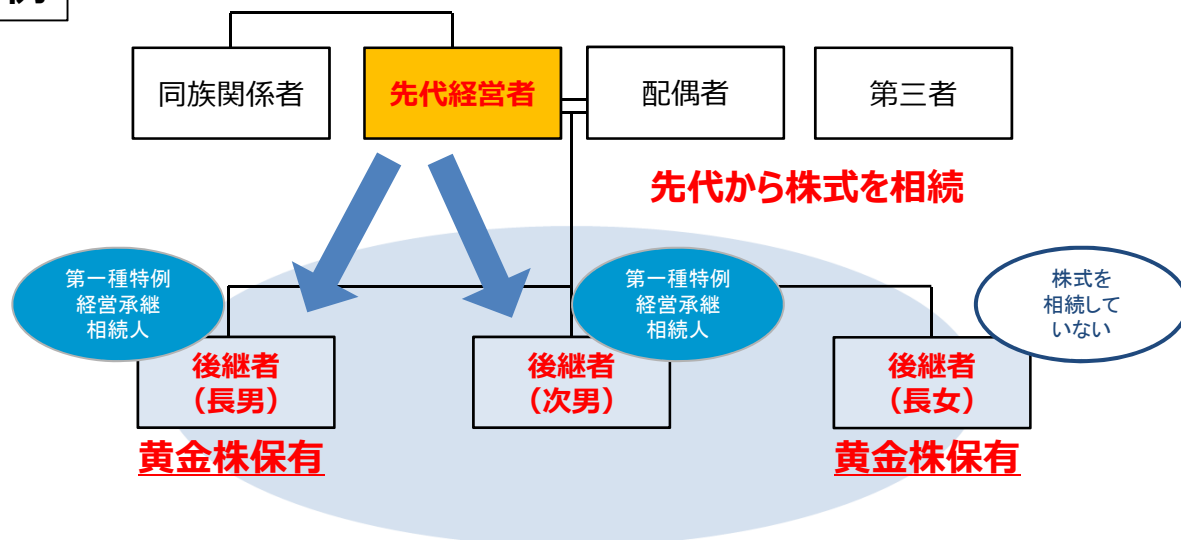 例
同族関係者
先代経営者
配偶者
第三者
先代から株式を相続
第一種特例
経営承継
相続人
第一種特例
経営承継
相続人
株式を
相続して
いない
後継者
（長男）
後継者
（次男）
後継者
（長女）
黄金株保有
黄金株保有